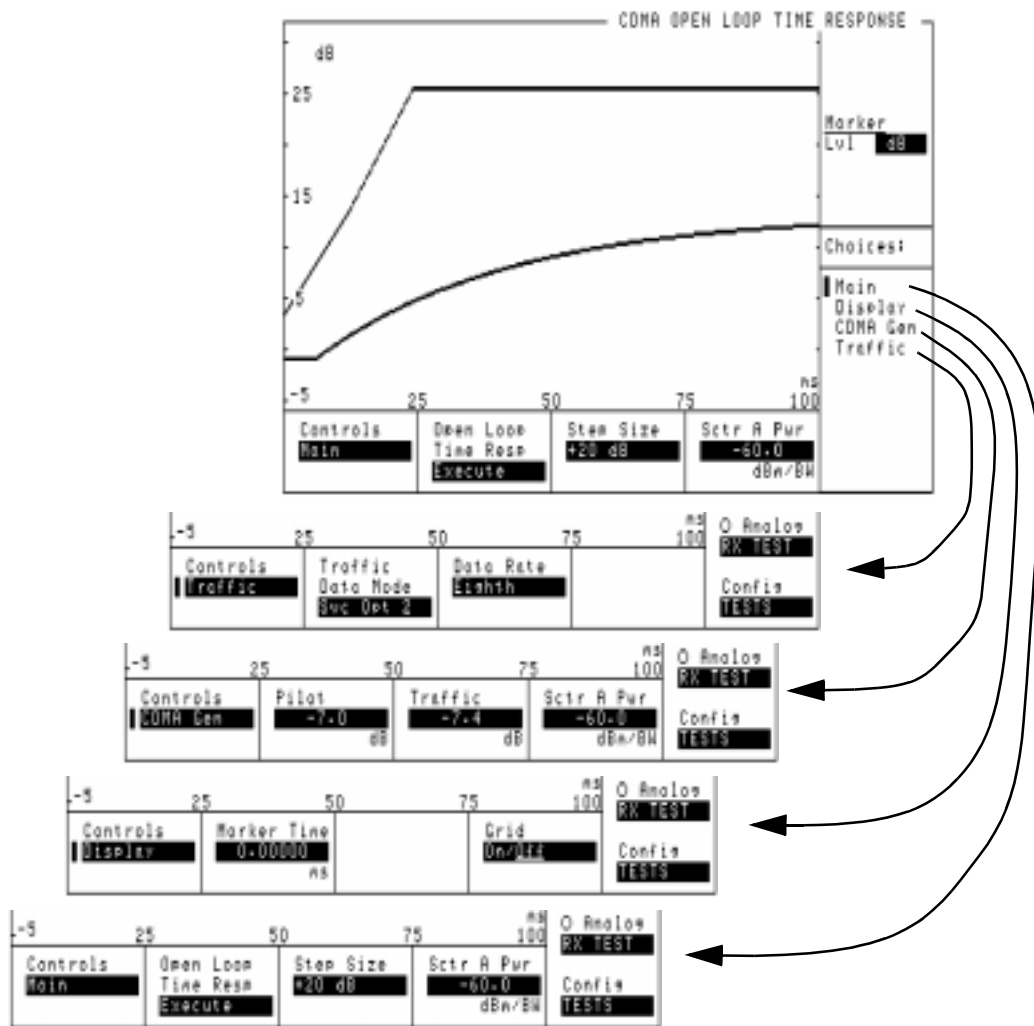 CDMA OPEN LOOP TIME RESPONSE
dB
25
15
5
-5
25
50
75
ms
100
Marker
Lvl dB
Choices:
Main
Display
CDMA Gen
Traffic
Controls
Main
Open Loop
Time Resp
Execute
Step Size
+20 dB
Sctr A Pwr
-60.0
dBm/BW
-5
25
50
75
ms
100
Controls
Traffic
Traffic
Data Mode
Svc Opt 2
Data Rate
Eighth
O Analog
RX TEST
Config
TESTS
-5
25
50
75
ms
100
Controls
CDMA Gen
Pilot
-7.0
dB
Traffic
-7.4
dB
Sctr A Pwr
-60.0
dBm/BW
O Analog
RX TEST
Config
TESTS
-5
25
50
75
ms
100
Controls
Display
Marker Time
0.00000
ms
Grid
On/Off
O Analog
RX TEST
Config
TESTS
-5
25
50
75
ms
100
Controls
Main
Open Loop
Time Resp
Execute
Step Size
+20 dB
Sctr A Pwr
-60.0
dBm/BW
O Analog
RX TEST
Config
TESTS